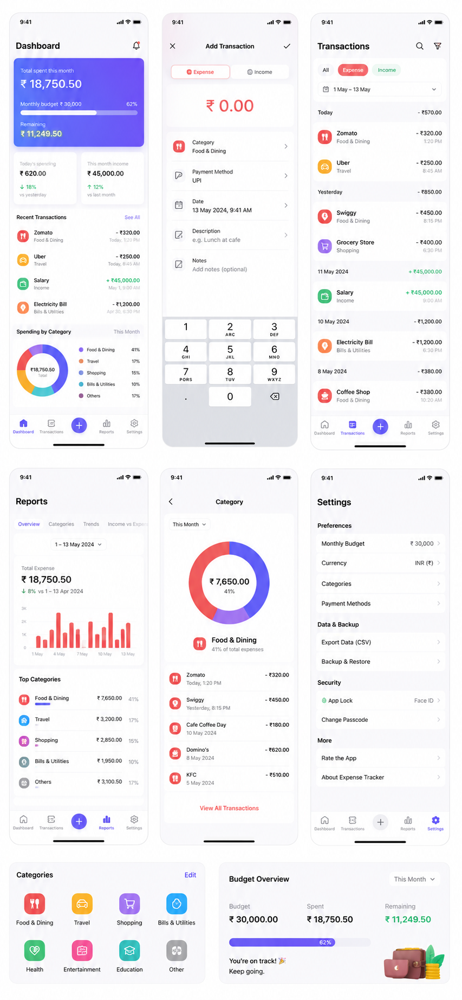 9:41
Dashboard
Total spent this month
₹ 18,750.50
Monthly budget ₹ 30,000 62%
Remaining
₹ 11,249.50
Today's spending
₹ 620.00
↓ 18%
vs yesterday
This month income
₹ 45,000.00
↑ 12%
vs last month
Recent Transactions See All
Zomato - ₹320.00
Food & Dining Today, 1:20 PM
Uber - ₹250.00
Travel Today, 8:45 AM
Salary + ₹45,000.00
Income May 1, 9:00 AM
Electricity Bill - ₹1,200.00
Bills & Utilities Apr 30, 6:30 PM
Spending by Category This Month
₹18,750.50
Total
Food & Dining 41%
Travel 17%
Shopping 15%
Bills & Utilities 10%
Others 17%
Dashboard Transactions + Reports Settings
9:41
Add Transaction
Expense Income
₹ 0.00
Category
Food & Dining
Payment Method
UPI
Date
13 May 2024, 9:41 AM
Description
e.g. Lunch at cafe
Notes
Add notes (optional)
1 2 3
ARC DEF
4 5 6
GHI JKL MNO
7 8 9
PORS TUV WXYZ
. 0
9:41
Transactions
All Expense Income
1 May – 13 May
Today - ₹570.00
Zomato - ₹320.00
Food & Dining 1:20 PM
Uber - ₹250.00
Travel 8:45 AM
Yesterday - ₹850.00
Swiggy - ₹450.00
Food & Dining 8:15 PM
Grocery Store - ₹400.00
Shopping 6:30 PM
11 May 2024 + ₹45,000.00
Salary + ₹45,000.00
Income 9:00 AM
10 May 2024 - ₹1,200.00
Electricity Bill - ₹1,200.00
Bills & Utilities 6:30 PM
8 May 2024 - ₹380.00
Coffee Shop - ₹380.00
Food & Dining 10:20 AM
Dashboard Transactions + Reports Settings
9:41
Reports
Overview Categories Trends Income vs Expen
1 – 13 May 2024
Total Expense
₹ 18,750.50
↓ 8% vs 1 – 13 Apr 2024
3K
2K
1K
0
1 May 4 May 7 May 10 May 13 May
Top Categories
Food & Dining ₹ 7,650.00 41%
Travel ₹ 3,200.00 17%
Shopping ₹ 2,850.00 15%
Bills & Utilities ₹ 1,950.00 10%
Others ₹ 3,100.50 17%
Dashboard Transactions + Reports Settings
9:41
Category
This Month
₹ 7,650.00
41%
Food & Dining
41% of total expenses
Zomato - ₹320.00
Today, 1:20 PM
Swiggy - ₹450.00
Yesterday, 8:15 PM
Cafe Coffee Day - ₹180.00
10 May 2024
Domino's - ₹620.00
8 May 2024
KFC - ₹510.00
5 May 2024
View All Transactions
9:41
Settings
Preferences
Monthly Budget ₹ 30,000
Currency INR (₹)
Categories
Payment Methods
Data & Backup
Export Data (CSV)
Backup & Restore
Security
App Lock Face ID
Change Passcode
More
Rate the App
About Expense Tracker
Dashboard Transactions + Reports Settings
Categories Edit
Food & Dining Travel Shopping Bills & Utilities
Health Entertainment Education Other
Budget Overview This Month
Budget Spent Remaining
₹ 30,000.00 ₹ 18,750.50 ₹ 11,249.50
62%
You're on track! 🎉
Keep going.